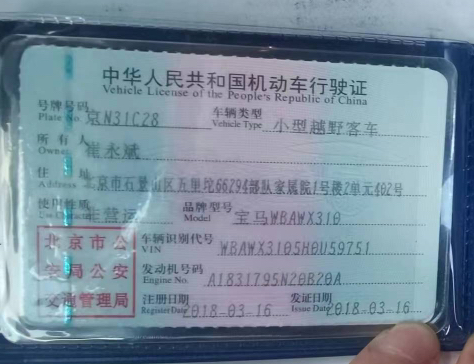 中华人民共和国机动车行驶证
Vehicle License of the People's Republic of China
号牌号码 京N31C28 车辆类型 小型越野客车
Plate No. Vehicle Type
所有人 崔永斌
Owner
住址 北京市石景山区五里坨66294部队家属院1号楼2单元402号
Address
使用性质 非营运 品牌型号 宝马WBAWX310
Use Character Model
北京市公
安局公安
交通管理局
车辆识别代号 WBAWX3105H0U59751
VIN
发动机号码 A1831795N20B20A
Engine No.
注册日期 2018-03-16 发证日期 2018-03-16
Register Date Issue Date